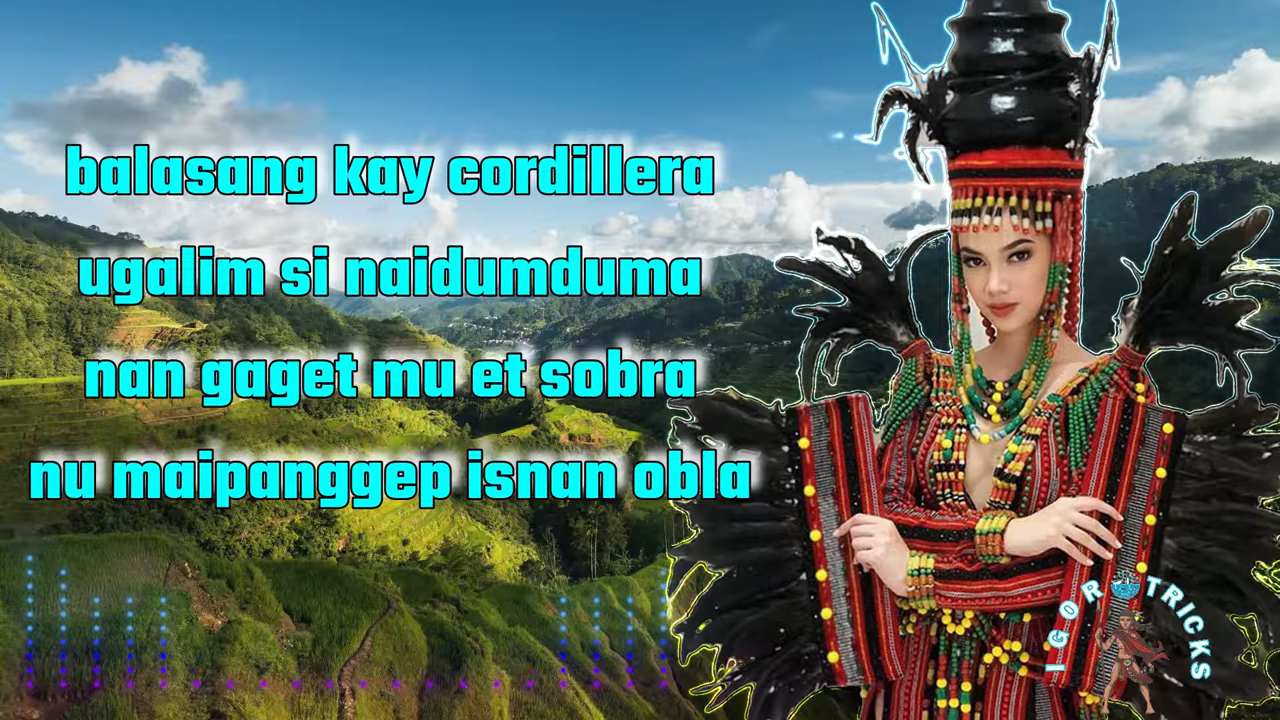 balasang kay cordillera
ugalim si naidumduma
nan gaget mu et sobra
nu maipanggep isnan obla
IGOR TRICKS